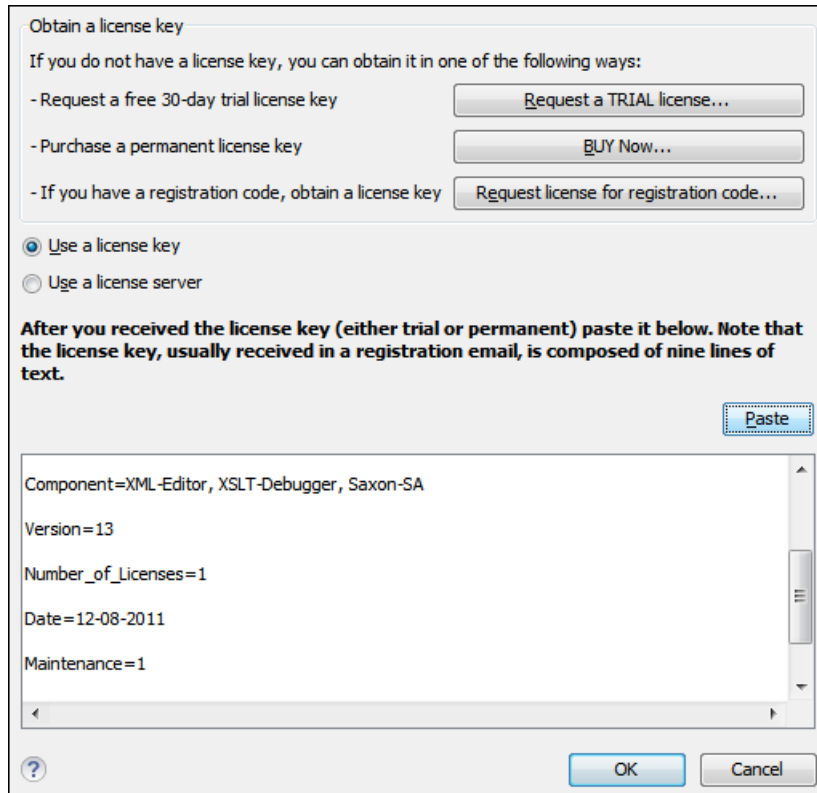 Obtain a license key
If you do not have a license key, you can obtain it in one of the following ways:
- Request a free 30-day trial license key
Request a TRIAL license...
- Purchase a permanent license key
BUY Now...
- If you have a registration code, obtain a license key
Request license for registration code...
Use a license key
Use a license server
After you received the license key (either trial or permanent) paste it below. Note that
the license key, usually received in a registration email, is composed of nine lines of
text.
Paste
Component=XML-Editor, XSLT-Debugger, Saxon-SA
Version=13
Number_of_Licenses=1
Date=12-08-2011
Maintenance=1
?
OK
Cancel